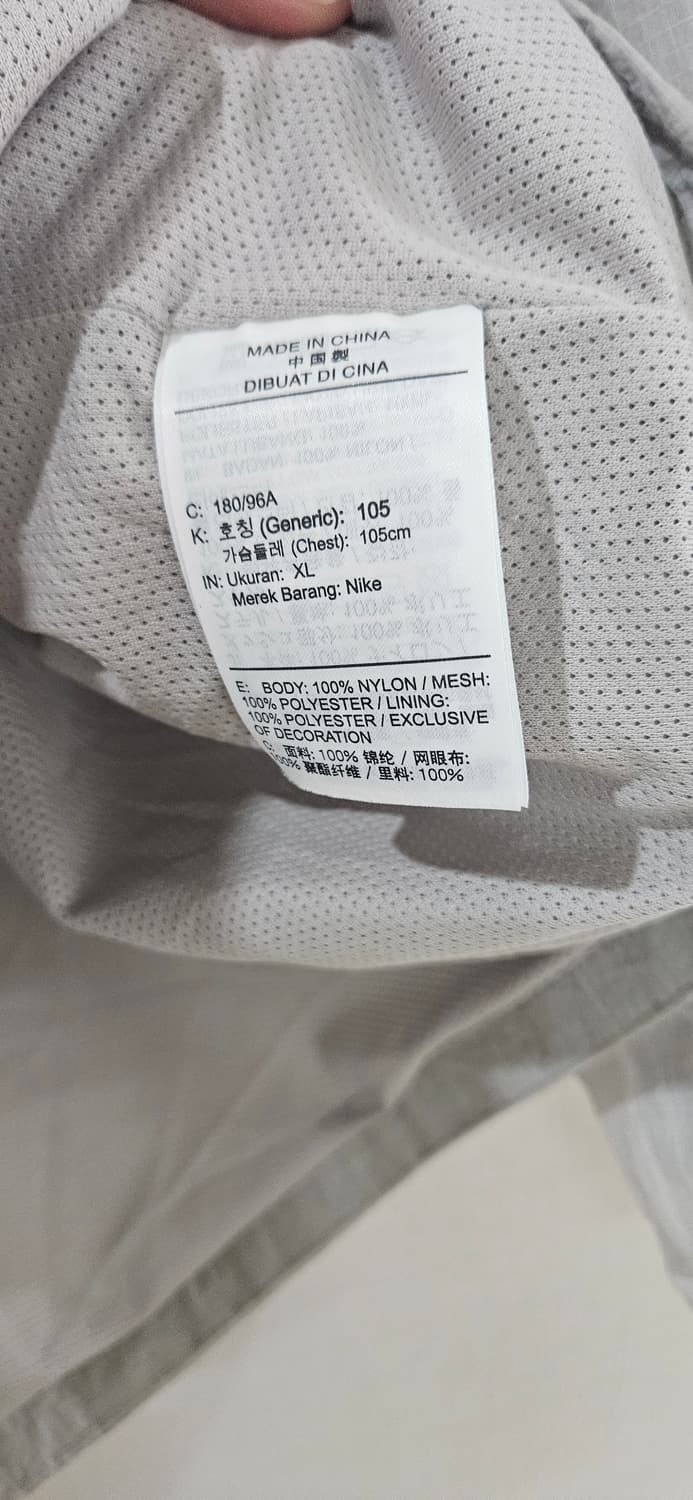 MADE IN CHINA
中国製
DIBUAT DI CINA
C: 180/96A
K: 호칭 (Generic): 105
가슴둘레 (Chest): 105cm
IN: Ukuran: XL
Merek Barang: Nike
E: BODY: 100% NYLON / MESH:
100% POLYESTER / LINING:
100% POLYESTER / EXCLUSIVE
OF DECORATION
C: 面料: 100% 锦纶 / 网眼布:
100% 聚酯纤维 / 里料: 100%